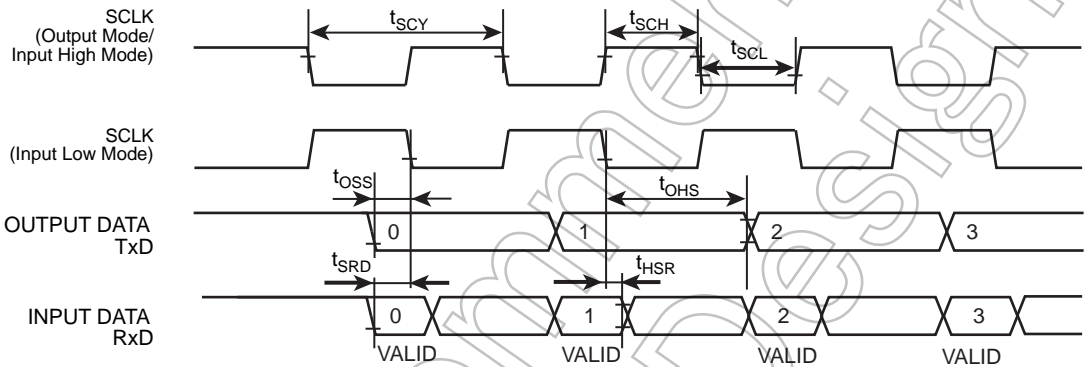 SCLK
(Output Mode/
Input High Mode)
tSCY
tSCH
tSCL
SCLK
(Input Low Mode)
tOSS
tOHS
OUTPUT DATA
TxD
0
1
2
3
tSRD
tHSR
INPUT DATA
RxD
0
1
2
3
VALID
VALID
VALID
VALID